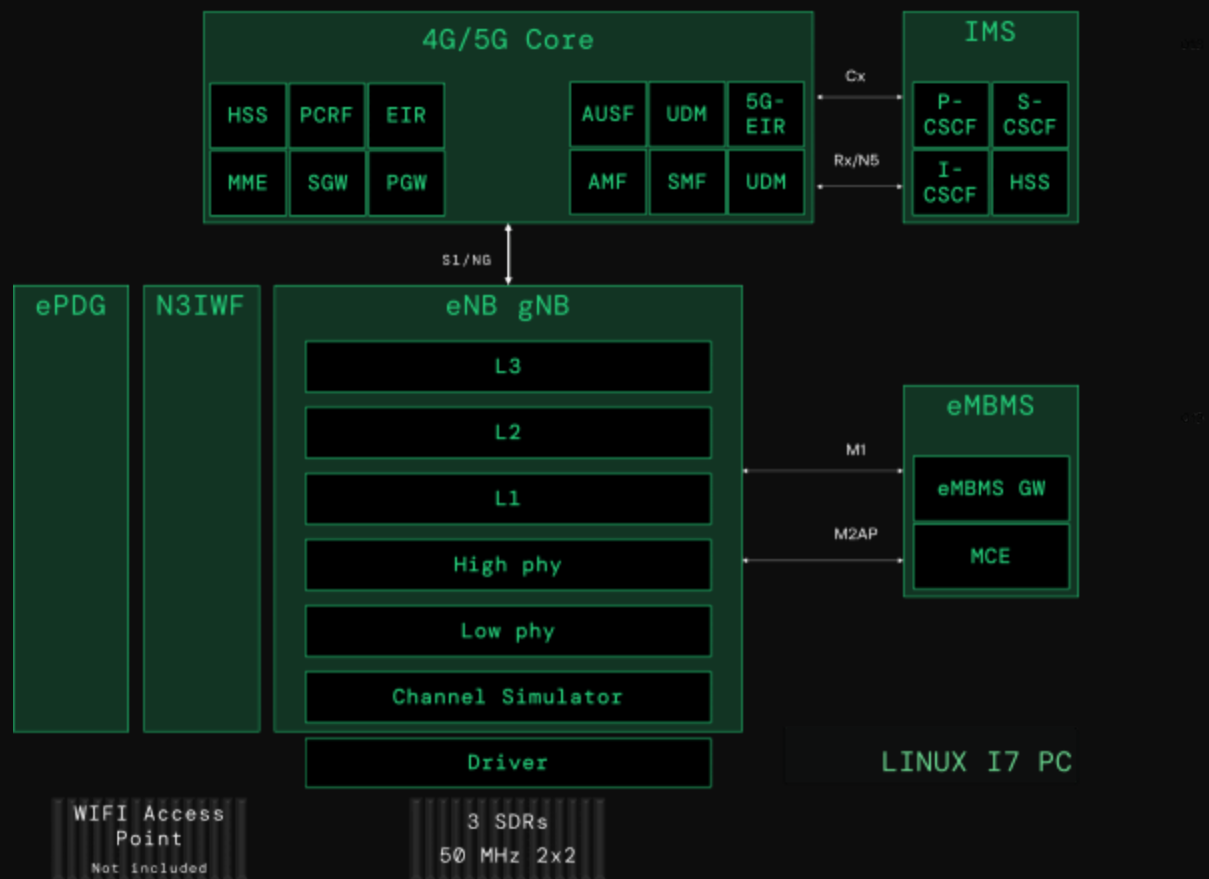 4G/5G Core
HSS
PCRF
EIR
MME
SGW
PGW
AUSF
UDM
5G-
EIR
AMF
SMF
UDM
Cx
Rx/N5
IMS
P-
CSCF
S-
CSCF
I-
CSCF
HSS
S1/NG
ePDG
N3IWF
eNB gNB
L3
L2
L1
High phy
Low phy
Channel Simulator
Driver
M1
M2AP
eMBMS
eMBMS GW
MCE
LINUX I7 PC
WIFI Access
Point
Not included
3 SDRs
50 MHz 2x2